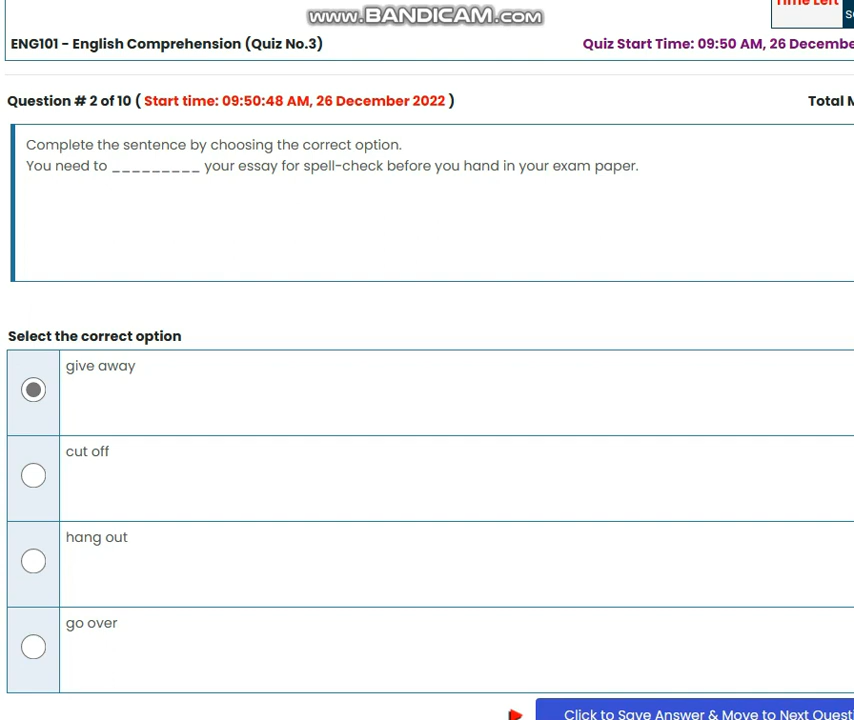 www.BANDICAM.COM
Time Left
ENG101 - English Comprehension (Quiz No.3)
Quiz Start Time: 09:50 AM, 26 Decembe
Question # 2 of 10 ( Start time: 09:50:48 AM, 26 December 2022 )
Total M
Complete the sentence by choosing the correct option.
You need to _________ your essay for spell-check before you hand in your exam paper.
Select the correct option
give away
cut off
hang out
go over
Click to Save Answer & Move to Next Questi